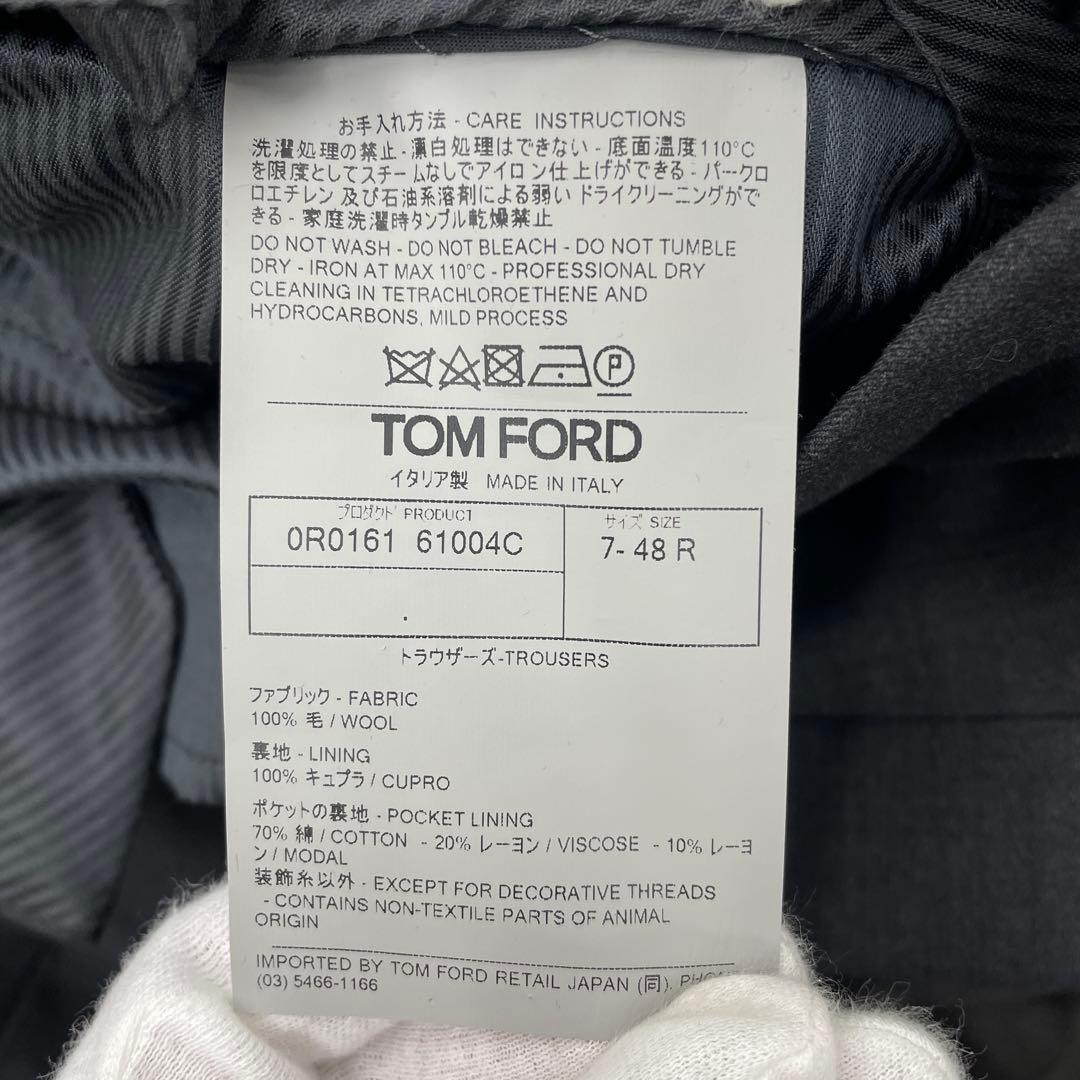 お手入れ方法 - CARE INSTRUCTIONS
洗濯処理の禁止 - 漂白処理はできない - 底面温度110°C
を限度としてスチームなしでアイロン仕上げができる - パークロ
ロエチレン 及び石油系溶剤による弱い ドライクリーニングがで
きる - 家庭洗濯時タンブル乾燥禁止
DO NOT WASH - DO NOT BLEACH - DO NOT TUMBLE
DRY - IRON AT MAX 110°C - PROFESSIONAL DRY
CLEANING IN TETRACHLOROETHENE AND
HYDROCARBONS, MILD PROCESS
P
TOM FORD
イタリア製 MADE IN ITALY
プロダクト PRODUCT
0R0161 61004C
サイズ SIZE
7- 48 R
トラウザーズ-TROUSERS
ファブリック - FABRIC
100% 毛 / WOOL
裏地 - LINING
100% キュプラ / CUPRO
ポケットの裏地 - POCKET LINING
70% 綿 / COTTON - 20% レーヨン / VISCOSE - 10% レーヨ
ン / MODAL
装飾糸以外 - EXCEPT FOR DECORATIVE THREADS
- CONTAINS NON-TEXTILE PARTS OF ANIMAL
ORIGIN
IMPORTED BY TOM FORD RETAIL JAPAN (同).
(03) 5466-1166